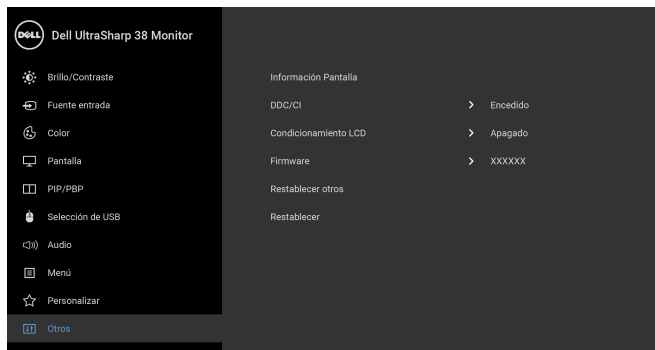 DELL Dell UltraSharp 38 Monitor
Brillo/Contraste
Fuente entrada
Color
Pantalla
PIP/PBP
Selección de USB
Audio
Menú
Personalizar
Otros
Información Pantalla
DDC/CI > Encedido
Condicionamiento LCD > Apagado
Firmware > XXXXXX
Restablecer otros
Restablecer